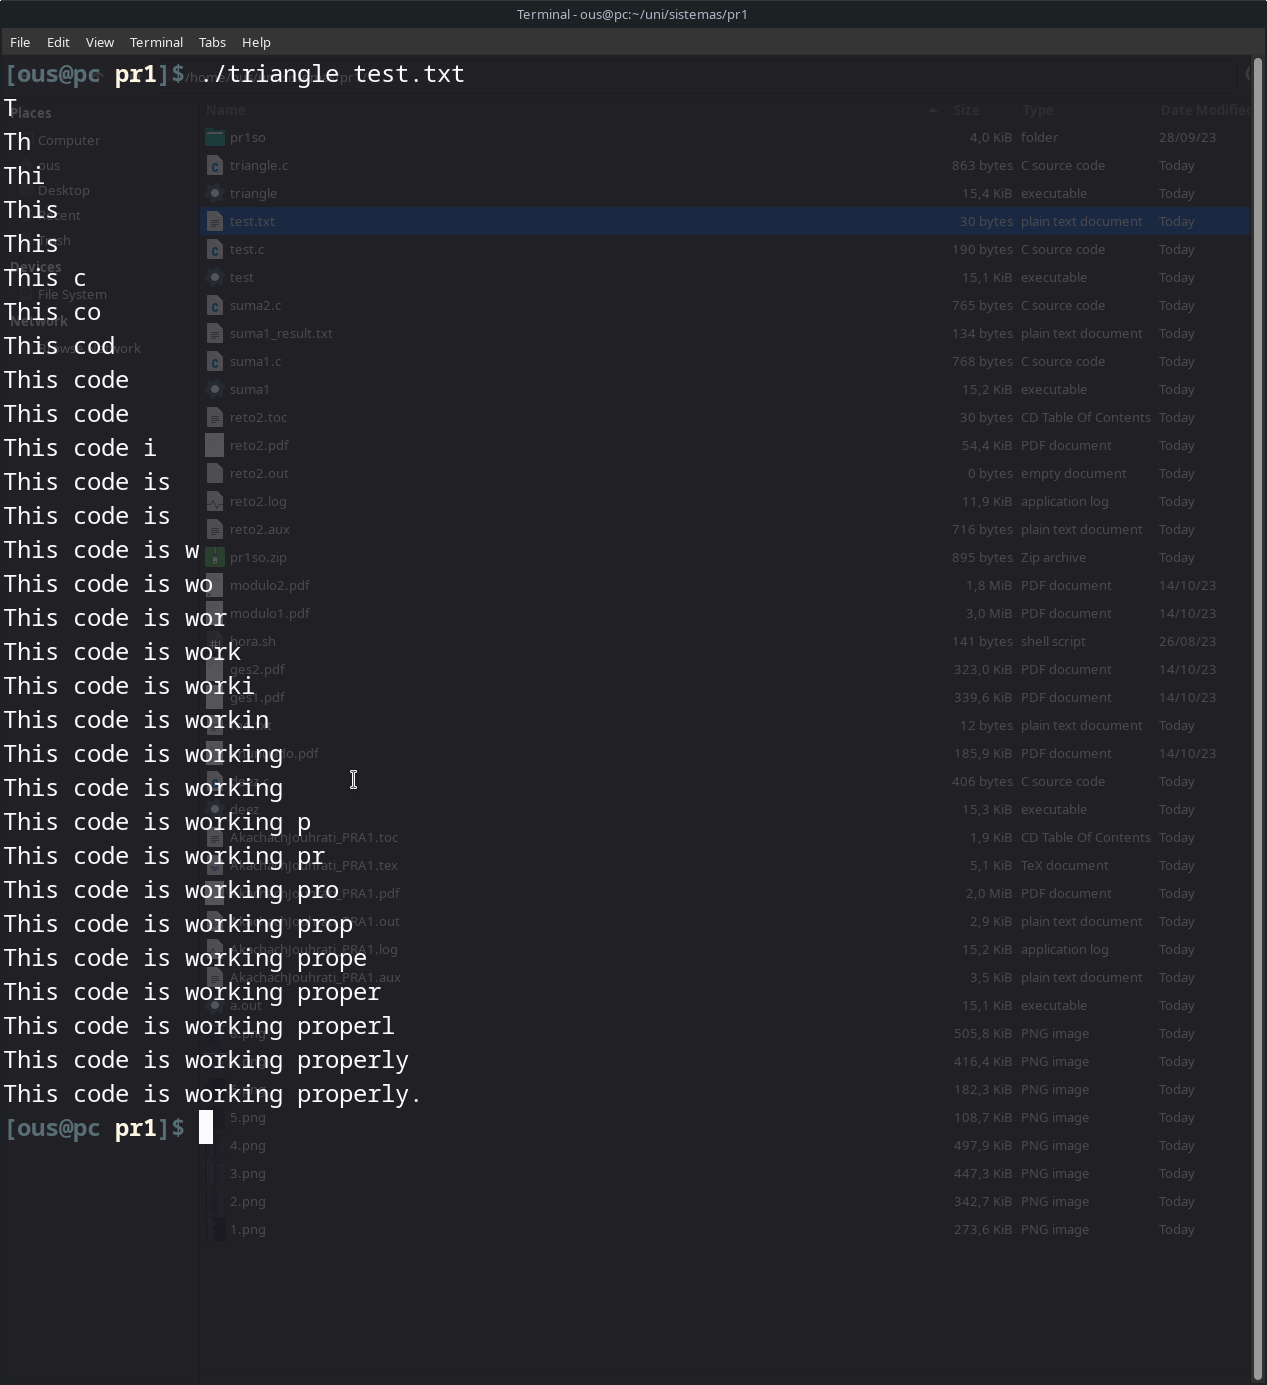 Terminal - ous@pc:~/uni/sistemas/pr1
File Edit View Terminal Tabs Help
[ous@pc pr1]$ ./triangle test.txt
T
Th
Thi
This
This
This c
This co
This cod
This code
This code
This code i
This code is
This code is
This code is w
This code is wo
This code is wor
This code is work
This code is worki
This code is workin
This code is working
This code is working
This code is working p
This code is working pr
This code is working pro
This code is working prop
This code is working prope
This code is working proper
This code is working properl
This code is working properly
This code is working properly.
[ous@pc pr1]$
Places
Computer
ous
Desktop
Devices
File System
Network
Name Size Type Date Modified
pr1so 4,0 KiB folder 28/09/23
triangle.c 863 bytes C source code Today
triangle 15,4 KiB executable Today
test.txt 30 bytes plain text document Today
test.c 190 bytes C source code Today
test 15,1 KiB executable Today
suma2.c 765 bytes C source code Today
suma1_result.txt 134 bytes plain text document Today
suma1.c 768 bytes C source code Today
suma1 15,2 KiB executable Today
reto2.toc 30 bytes CD Table Of Contents Today
reto2.pdf 54,4 KiB PDF document Today
reto2.out 0 bytes empty document Today
reto2.log 11,9 KiB application log Today
reto2.aux 716 bytes plain text document Today
pr1so.zip 895 bytes Zip archive Today
modulo2.pdf 1,8 MiB PDF document 14/10/23
modulo1.pdf 3,0 MiB PDF document 14/10/23
hora.sh 141 bytes shell script 26/08/23
ges2.pdf 323,0 KiB PDF document 14/10/23
ges1.pdf 339,6 KiB PDF document 14/10/23
12 bytes plain text document Today
185,9 KiB PDF document 14/10/23
406 bytes C source code Today
deez 15,3 KiB executable Today
AkachachJouhrati_PRA1.toc 1,9 KiB CD Table Of Contents Today
AkachachJouhrati_PRA1.tex 5,1 KiB TeX document Today
AkachachJouhrati_PRA1.pdf 2,0 MiB PDF document Today
AkachachJouhrati_PRA1.out 2,9 KiB plain text document Today
AkachachJouhrati_PRA1.log 15,2 KiB application log Today
AkachachJouhrati_PRA1.aux 3,5 KiB plain text document Today
a.out 15,1 KiB executable Today
505,8 KiB PNG image Today
416,4 KiB PNG image Today
182,3 KiB PNG image Today
5.png 108,7 KiB PNG image Today
4.png 497,9 KiB PNG image Today
3.png 447,3 KiB PNG image Today
2.png 342,7 KiB PNG image Today
1.png 273,6 KiB PNG image Today